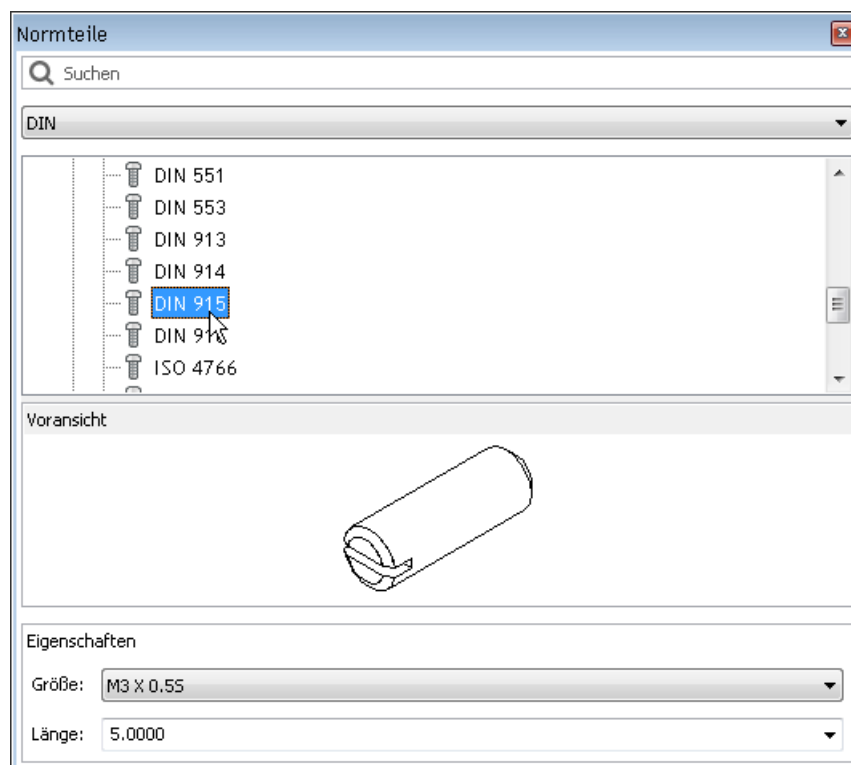 Normteile
Suchen
DIN
DIN 551
DIN 553
DIN 913
DIN 914
DIN 915
DIN 916
ISO 4766
Voransicht
Eigenschaften
Größe: M3 X 0.5S
Länge: 5.0000